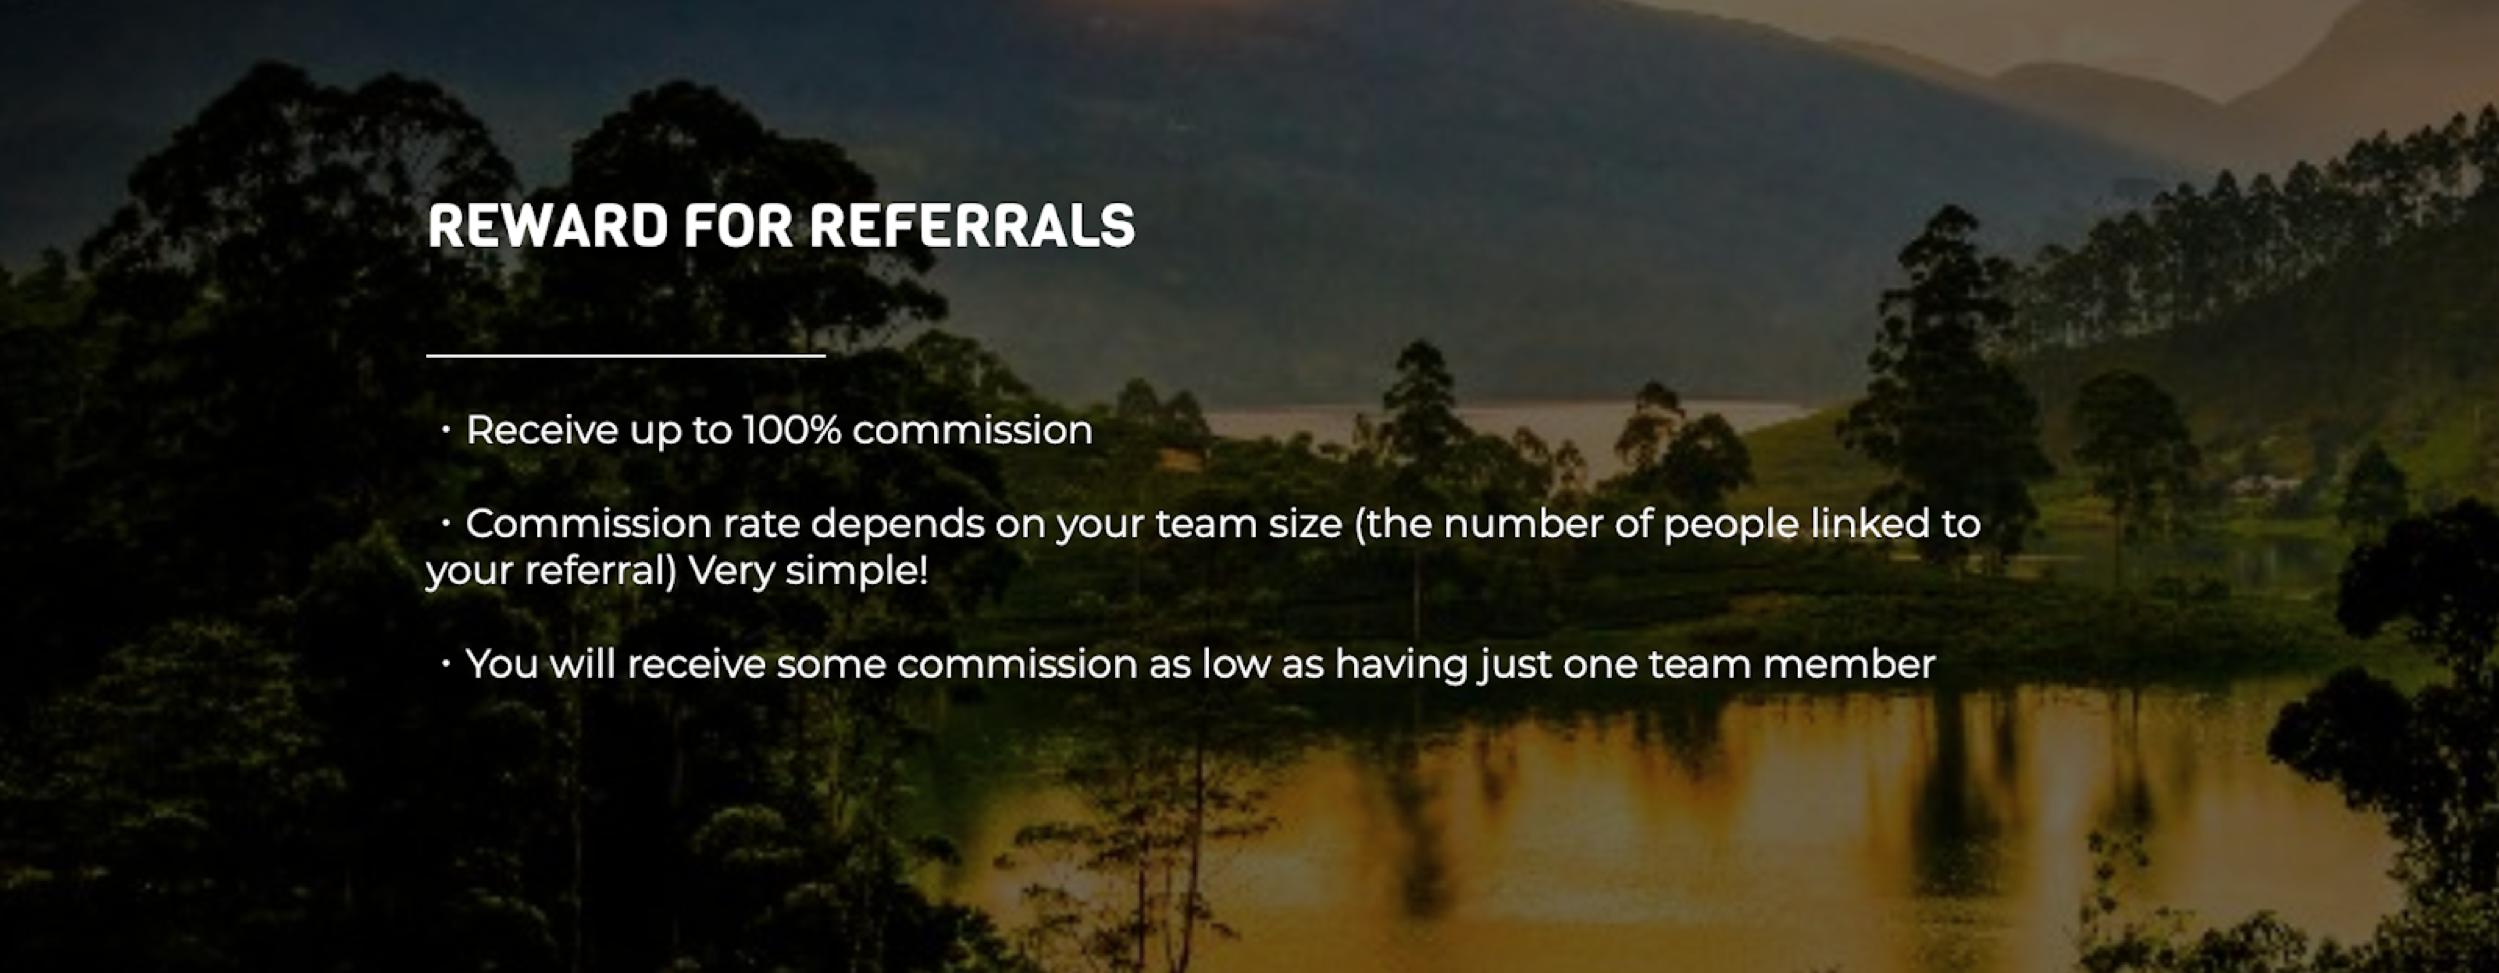 REWARD FOR REFERRALS
· Receive up to 100% commission
· Commission rate depends on your team size (the number of people linked to
your referral) Very simple!
· You will receive some commission as low as having just one team member